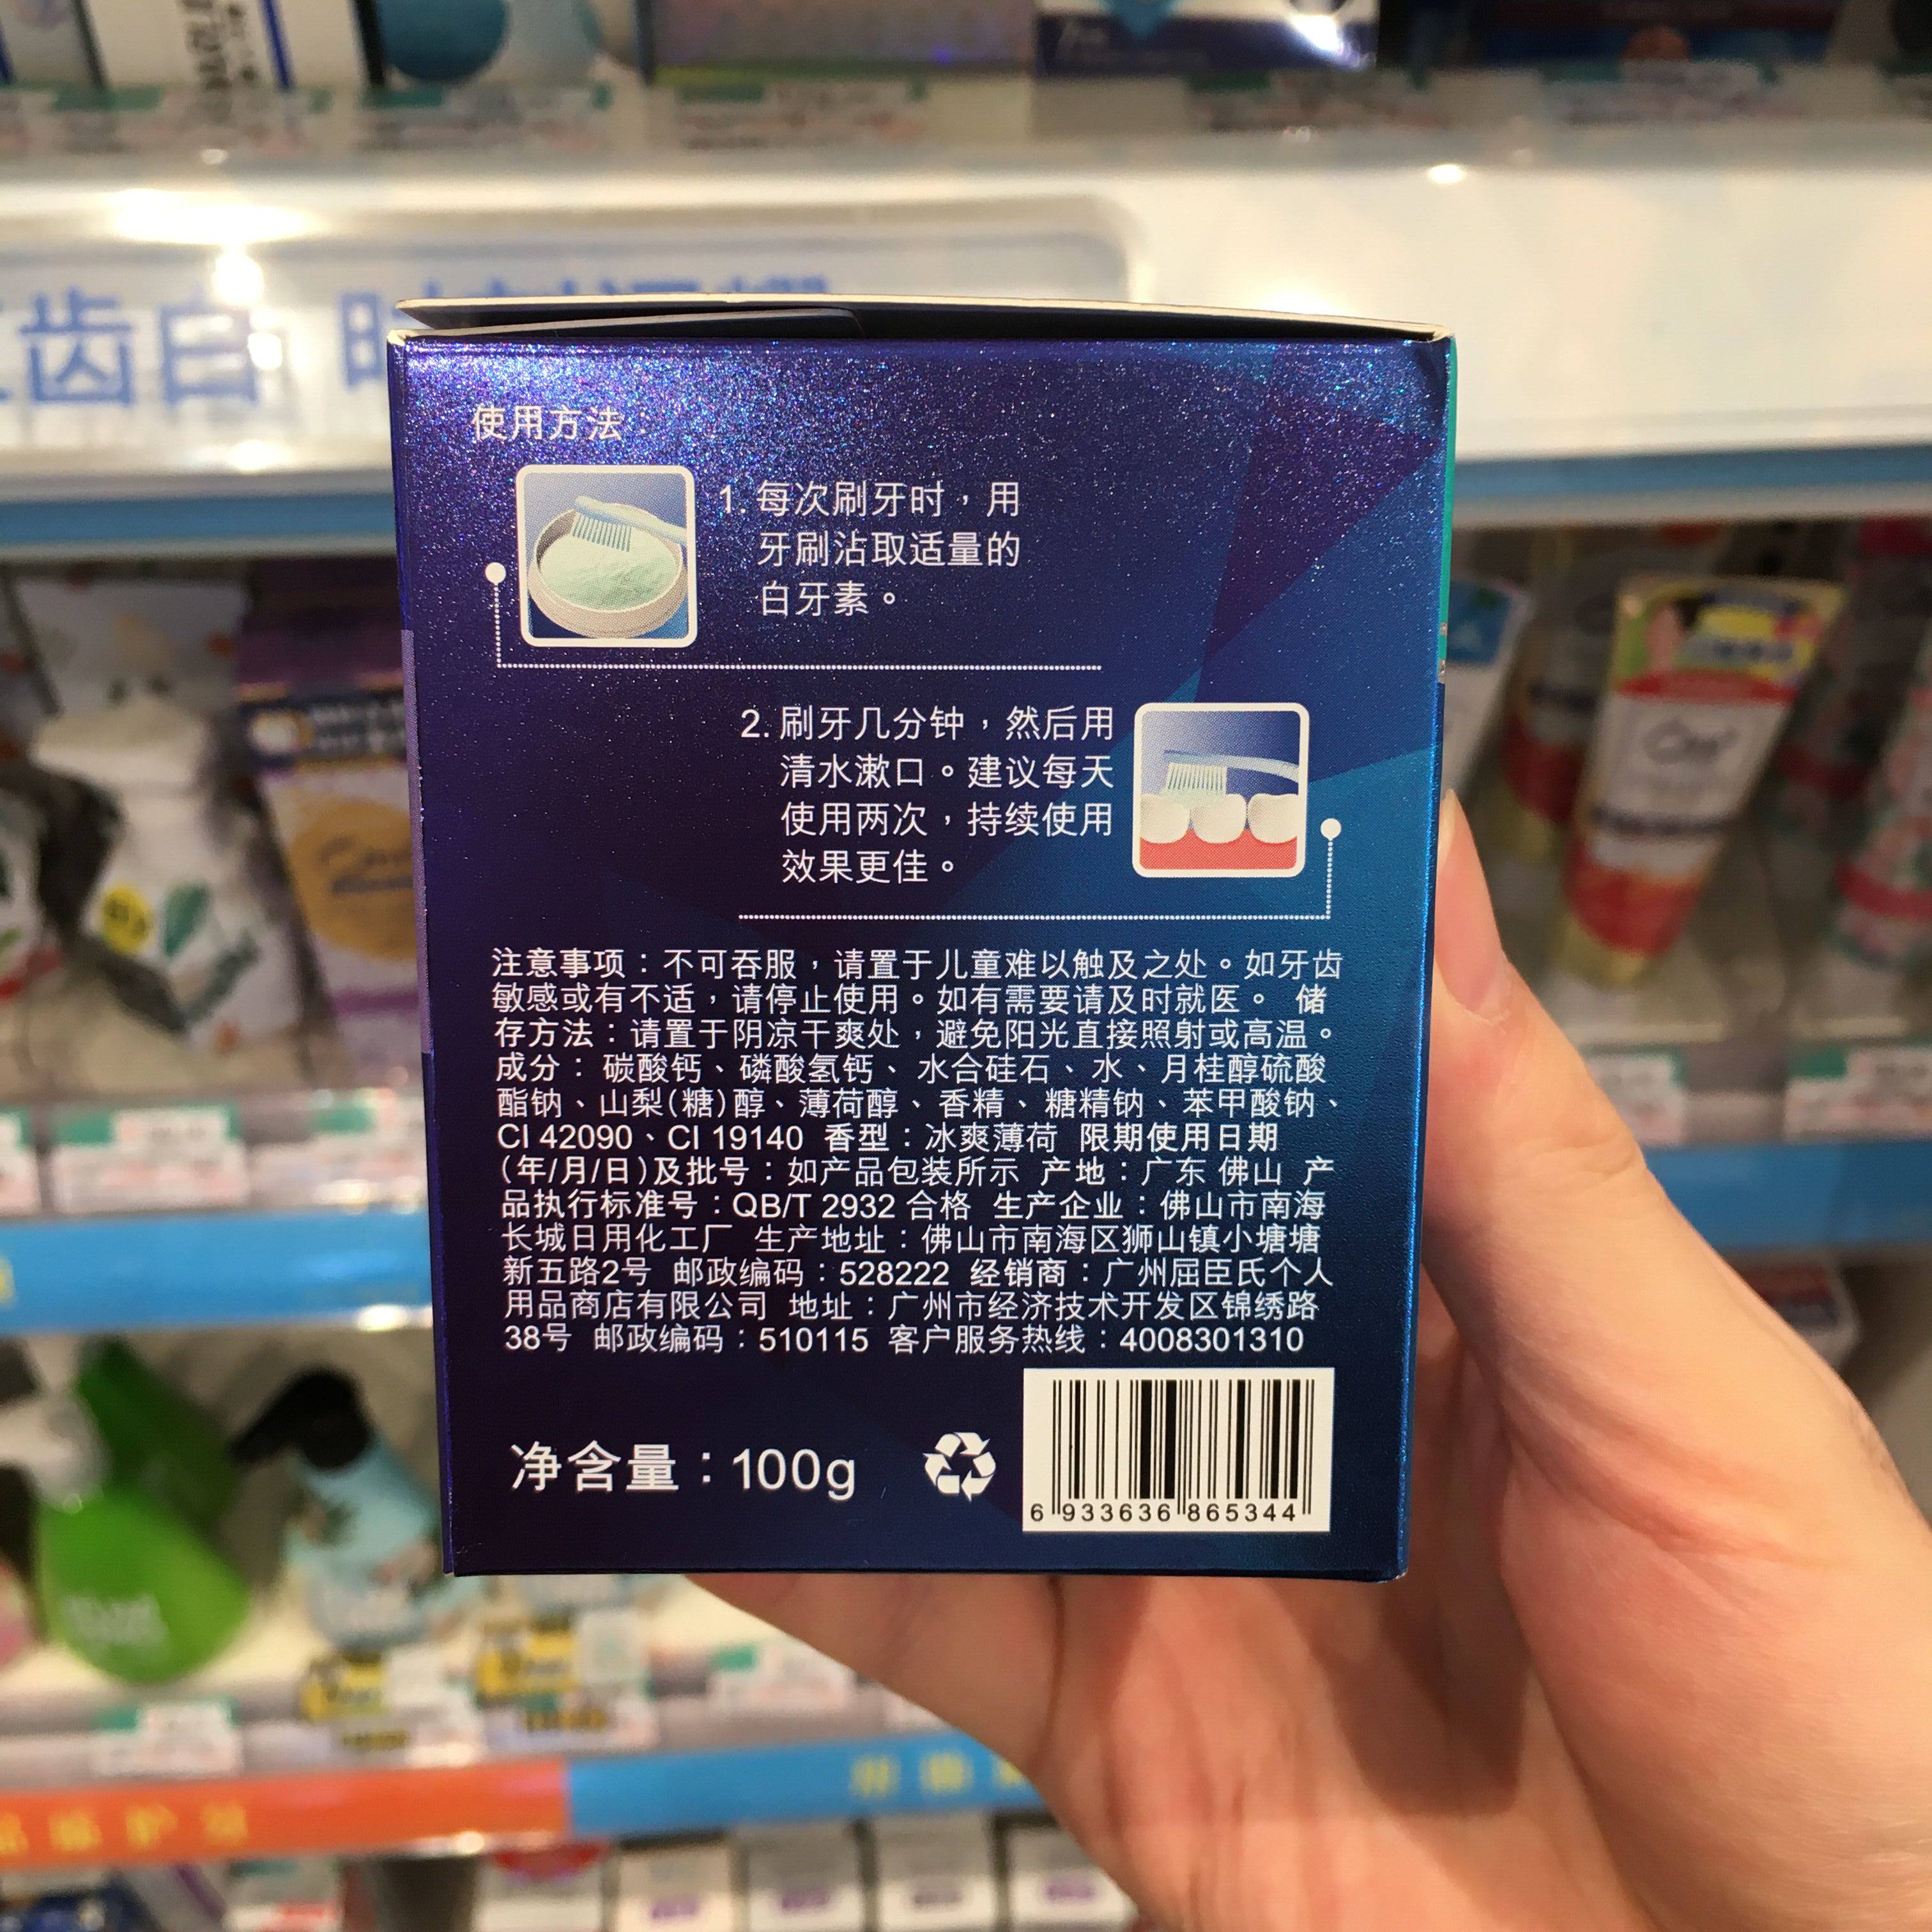 齿白
使用方法：
1. 每次刷牙时，用
牙刷沾取适量的
白牙素。
2. 刷牙几分钟，然后用
清水漱口。建议每天
使用两次，持续使用
效果更佳。
注意事项：不可吞服，请置于儿童难以触及之处。如牙齿
敏感或有不适，请停止使用。如有需要请及时就医。 储
存方法：请置于阴凉干爽处，避免阳光直接照射或高温。
成分：碳酸钙、磷酸氢钙、水合硅石、水、月桂醇硫酸
酯钠、山梨(糖)醇、薄荷醇、香精、糖精钠、苯甲酸钠、
CI 42090、CI 19140 香型：冰爽薄荷 限期使用日期
(年/月/日)及批号：如产品包装所示 产地：广东 佛山 产
品执行标准号：QB/T 2932 合格 生产企业：佛山市南海
长城日用化工厂 生产地址：佛山市南海区狮山镇小塘塘
新五路2号 邮政编码：528222 经销商：广州屈臣氏个人
用品商店有限公司 地址：广州市经济技术开发区锦绣路
38号 邮政编码：510115 客户服务热线：4008301310
净含量：100g
6 933636 865344